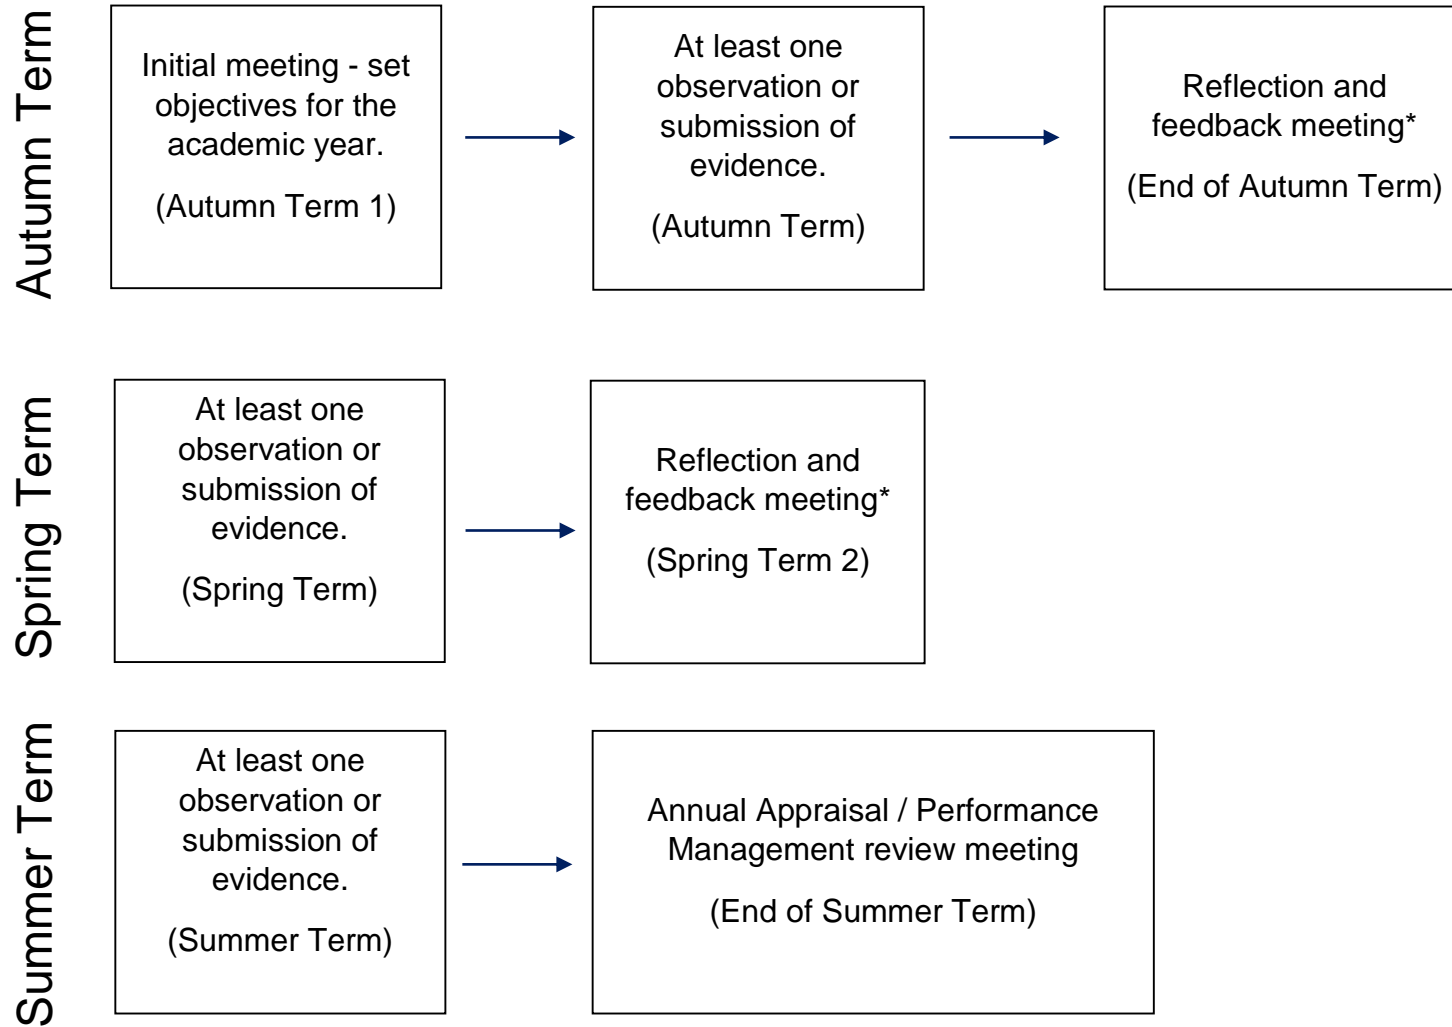 Autumn Term
Initial meeting - set
objectives for the
academic year.
(Autumn Term 1)
At least one
observation or
submission of
evidence.
(Autumn Term)
Reflection and
feedback meeting*
(End of Autumn Term)
Spring Term
At least one
observation or
submission of
evidence.
(Spring Term)
Reflection and
feedback meeting*
(Spring Term 2)
Summer Term
At least one
observation or
submission of
evidence.
(Summer Term)
Annual Appraisal / Performance
Management review meeting
(End of Summer Term)